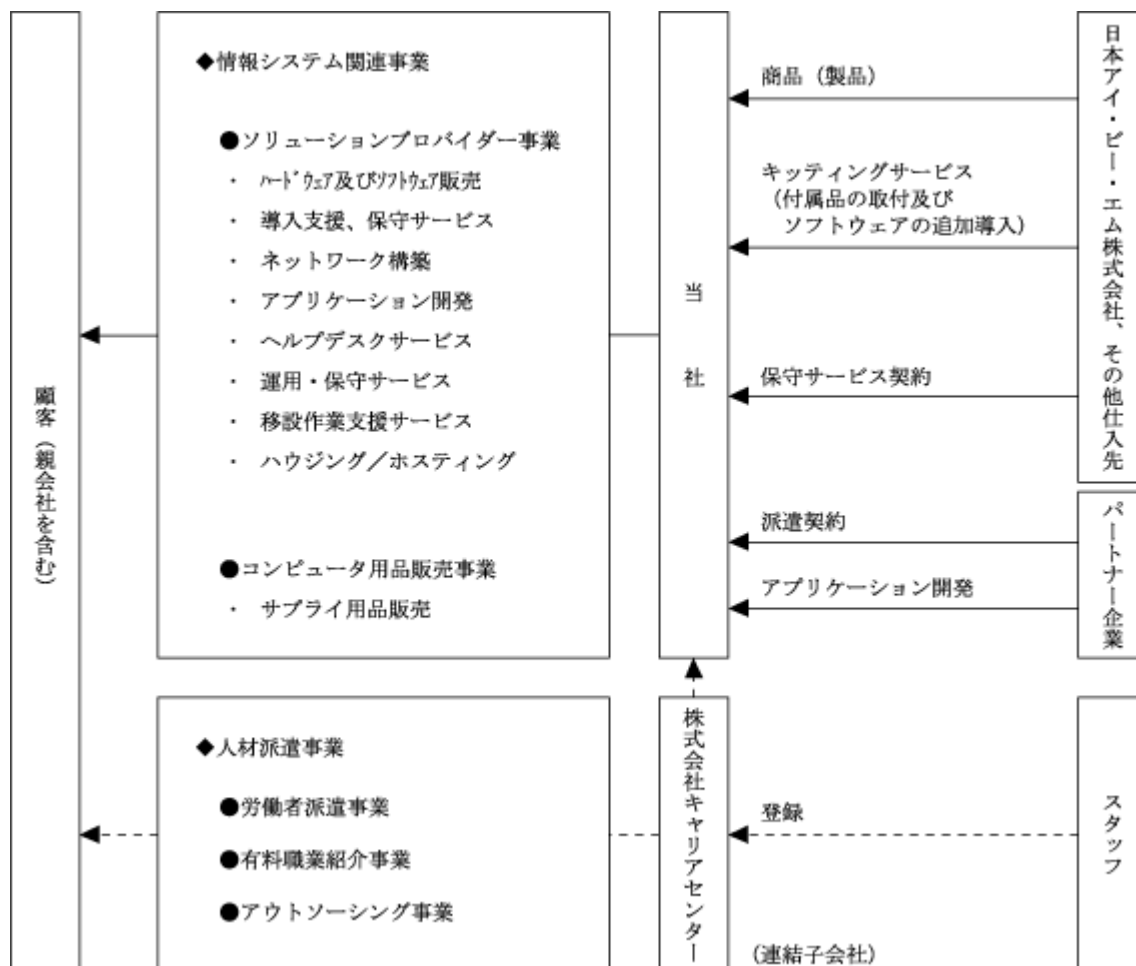 顧客（親会社を含む）
◆情報システム関連事業
●ソリューションプロバイダー事業
・ ﾊｰﾄﾞｳｪｱ及びｿﾌﾄｳｪｱ販売
・ 導入支援、保守サービス
・ ネットワーク構築
・ アプリケーション開発
・ ヘルプデスクサービス
・ 運用・保守サービス
・ 移設作業支援サービス
・ ハウジング／ホスティング
●コンピュータ用品販売事業
・ サプライ用品販売
当社
商品（製品）
キッティングサービス
（付属品の取付及び
ソフトウェアの追加導入）
保守サービス契約
日本アイ・ビー・エム株式会社、その他仕入先
派遣契約
アプリケーション開発
パートナー企業
◆人材派遣事業
●労働者派遣事業
●有料職業紹介事業
●アウトソーシング事業
株式会社キャリアセンター
登録
（連結子会社）
スタッフ